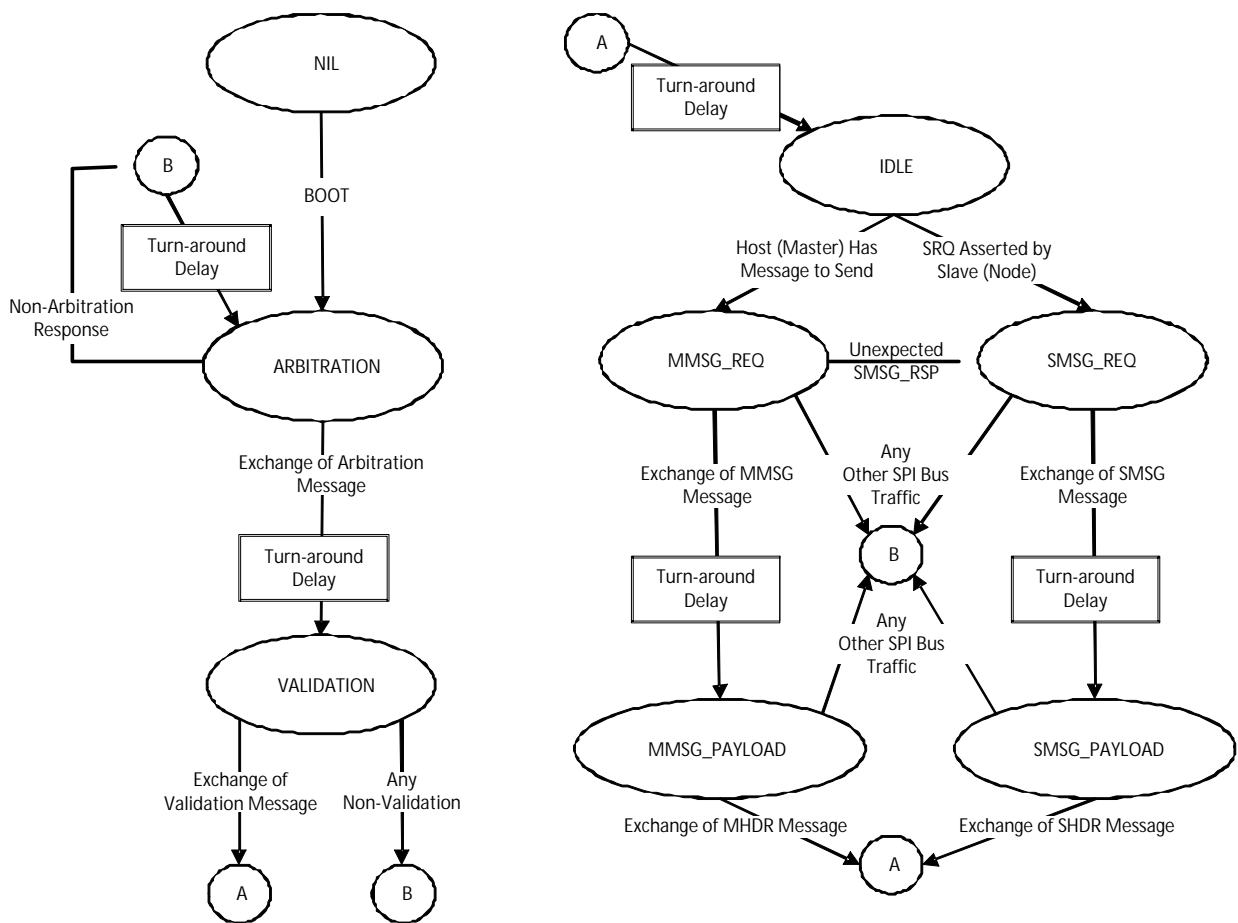 NIL
BOOT
B
Turn-around
Delay
Non-Arbitration
Response
ARBITRATION
Exchange of Arbitration
Message
Turn-around
Delay
VALIDATION
Exchange of
Validation Message
Any
Non-Validation
A
B
A
Turn-around
Delay
IDLE
Host (Master) Has
Message to Send
SRQ Asserted by
Slave (Node)
MMSG_REQ
Unexpected
SMSG_RSP
SMSG_REQ
Exchange of MMSG
Message
Any
Other SPI Bus
Traffic
Exchange of SMSG
Message
B
Turn-around
Delay
Turn-around
Delay
Any
Other SPI Bus
Traffic
MMSG_PAYLOAD
SMSG_PAYLOAD
Exchange of MHDR Message
Exchange of SHDR Message
A